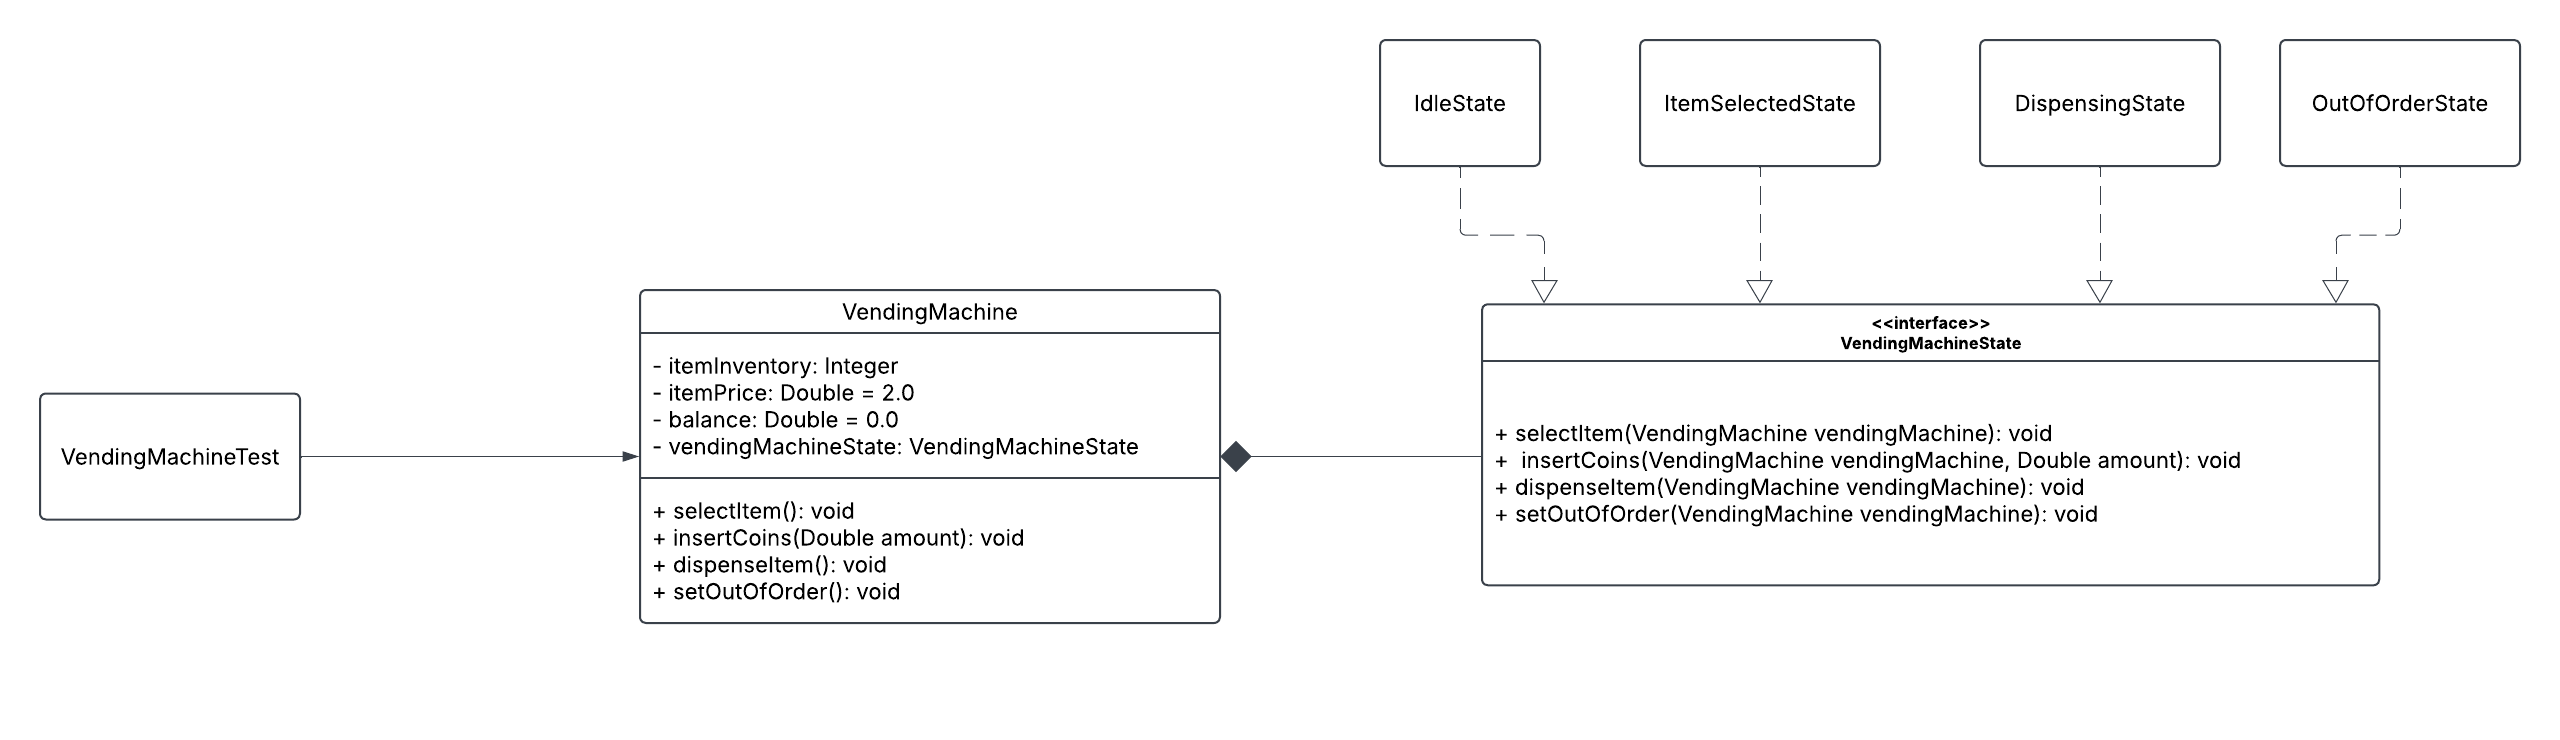 IdleState
ItemSelectedState
DispensingState
OutOfOrderState
VendingMachineTest
VendingMachine
- itemInventory: Integer
- itemPrice: Double = 2.0
- balance: Double = 0.0
- vendingMachineState: VendingMachineState
+ selectItem(): void
+ insertCoins(Double amount): void
+ dispenseItem(): void
+ setOutOfOrder(): void
<<interface>>
VendingMachineState
+ selectItem(VendingMachine vendingMachine): void
+  insertCoins(VendingMachine vendingMachine, Double amount): void
+ dispenseItem(VendingMachine vendingMachine): void
+ setOutOfOrder(VendingMachine vendingMachine): void